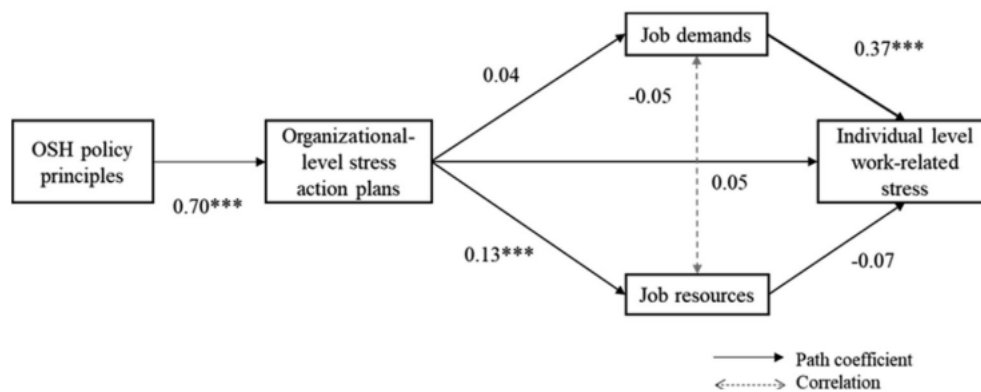 Job demands
0.37***
0.04
-0.05
OSH policy
principles
Organizational-
level stress
action plans
Individual level
work-related
stress
0.70***
0.05
0.13***
-0.07
Job resources
Path coefficient
Correlation